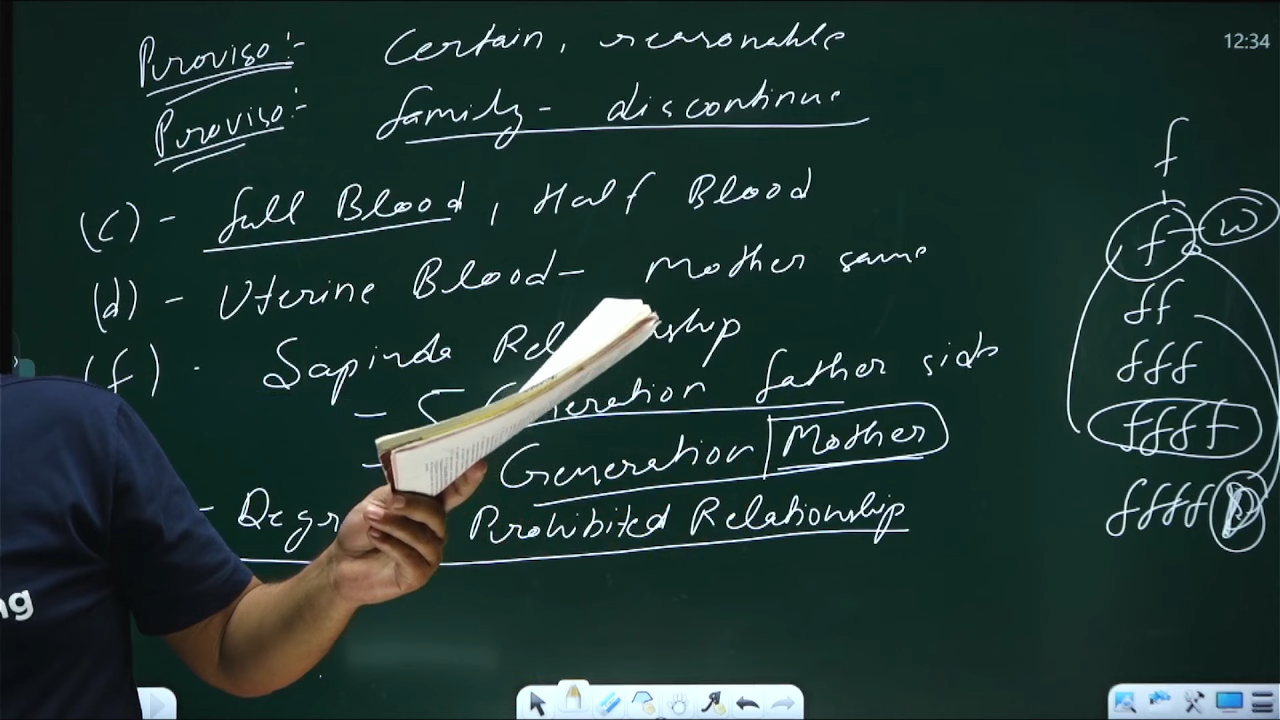 12:34
Proviso:- Certain, reasonable
Proviso:- family- discontinue
(c) - full Blood, Half Blood
(d) - Uterine Blood - Mother same
(f) - Sapinda
- 5 Generation father side
- Generation Mother
- Prohibited Relationship
f
f w
ff
fff
ffff
ffff